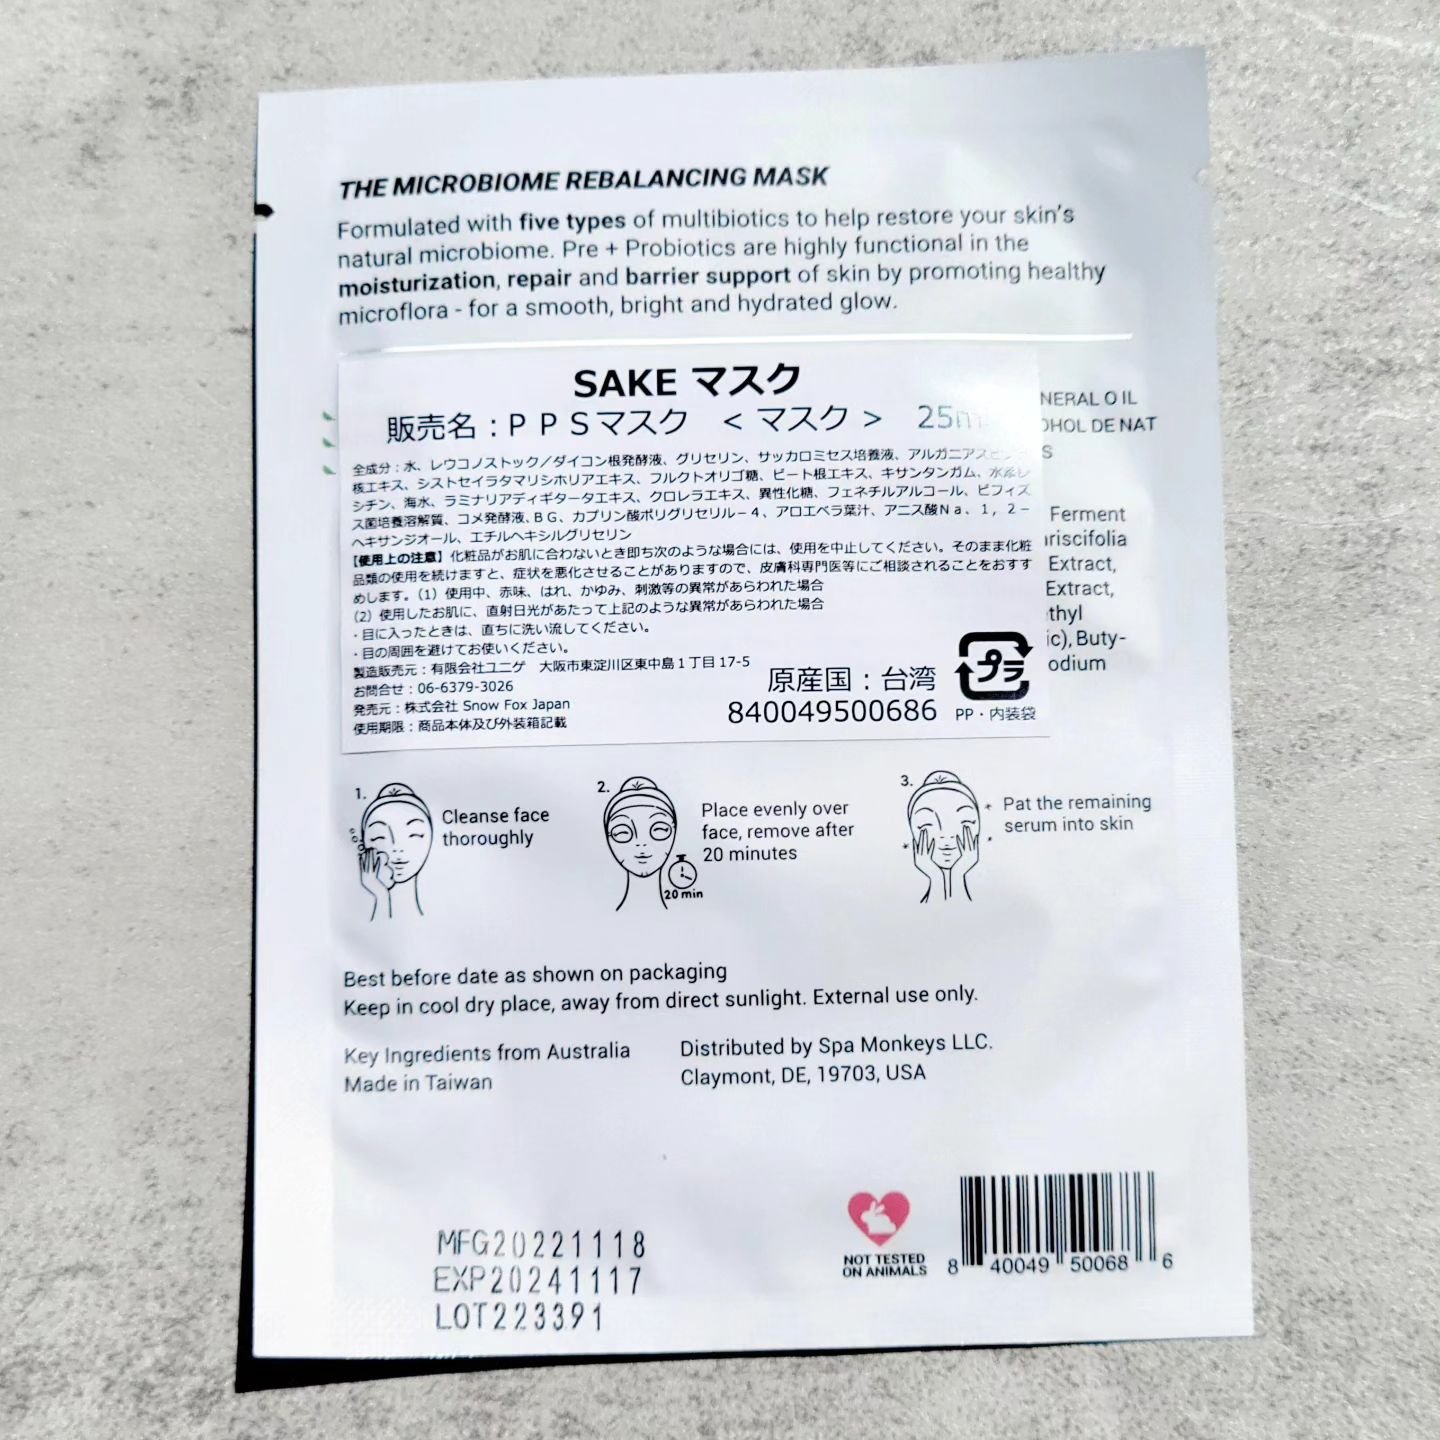 THE MICROBIOME REBALANCING MASK
Formulated with five types of multibiotics to help restore your skin's
natural microbiome. Pre + Probiotics are highly functional in the
moisturization, repair and barrier support of skin by promoting healthy
microflora - for a smooth, bright and hydrated glow.
SAKE マスク
販売名：ＰＰＳマスク ＜マスク＞ 25m
全成分：水、レウコノストック／ダイコン根発酵液、グリセリン、サッカロミセス培養液、アルガニアスピノサ
核エキス、シストセイラタマリシホリアエキス、フルクトオリゴ糖、ビート根エキス、キサンタンガム、水添レ
シチン、海水、ラミナリアディギタータエキス、クロレラエキス、異性化糖、フェネチルアルコール、ビフィズ
ス菌培養溶解質、コメ発酵液、ＢＧ、カプリン酸ポリグリセリル－４、アロエベラ葉汁、アニス酸Ｎａ、１，２－
ヘキサンジオール、エチルヘキシルグリセリン
【使用上の注意】化粧品がお肌に合わないとき即ち次のような場合には、使用を中止してください。そのまま化粧
品類の使用を続けますと、症状を悪化させることがありますので、皮膚科専門医等にご相談されることをおすす
めします。（1）使用中、赤味、はれ、かゆみ、刺激等の異常があらわれた場合
（2）使用したお肌に、直射日光があたって上記のような異常があらわれた場合
・目に入ったときは、直ちに洗い流してください。
・目の周囲を避けてお使いください。
製造販売元：有限会社ユニゲ 大阪市東淀川区東中島１丁目17-5
お問合せ：06-6379-3026
発売元：株式会社 Snow Fox Japan
使用期限：商品本体及び外装箱記載
原産国：台湾
840049500686
プラ
PP・内装袋
NERAL OIL
OHOL DENAT
S
Ferment
riscifolia
Extract,
Extract,
thyl
ic), Buty-
odium
1.
Cleanse face
thoroughly
2.
Place evenly over
face, remove after
20 minutes
20 min
3.
Pat the remaining
serum into skin
Best before date as shown on packaging
Keep in cool dry place, away from direct sunlight. External use only.
Key Ingredients from Australia
Made in Taiwan
Distributed by Spa Monkeys LLC.
Claymont, DE, 19703, USA
MFG20221118
EXP20241117
LOT223391
NOT TESTED
ON ANIMALS
8 40049 50068 6